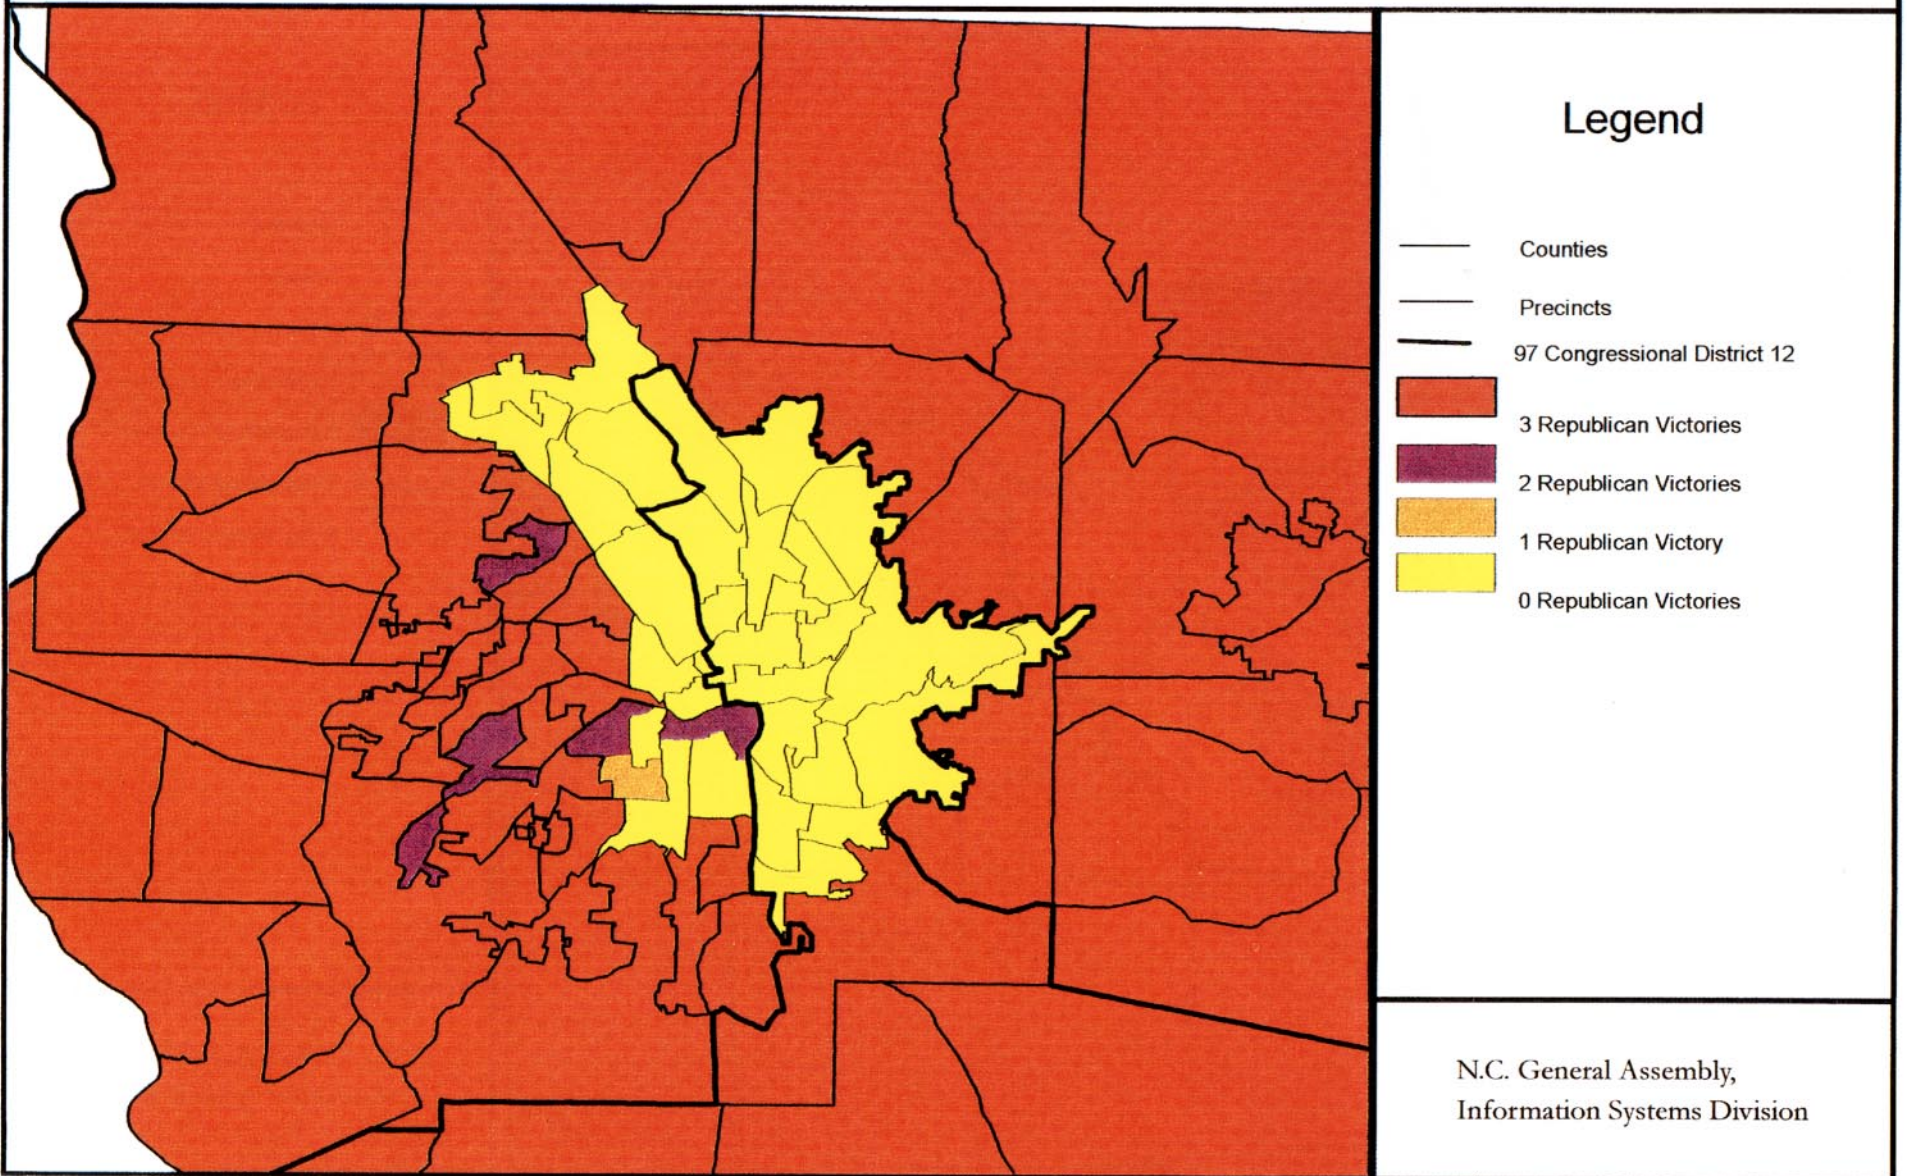 Legend
Counties
Precincts
97 Congressional District 12
3 Republican Victories
2 Republican Victories
1 Republican Victory
0 Republican Victories
N.C. General Assembly,
Information Systems Division